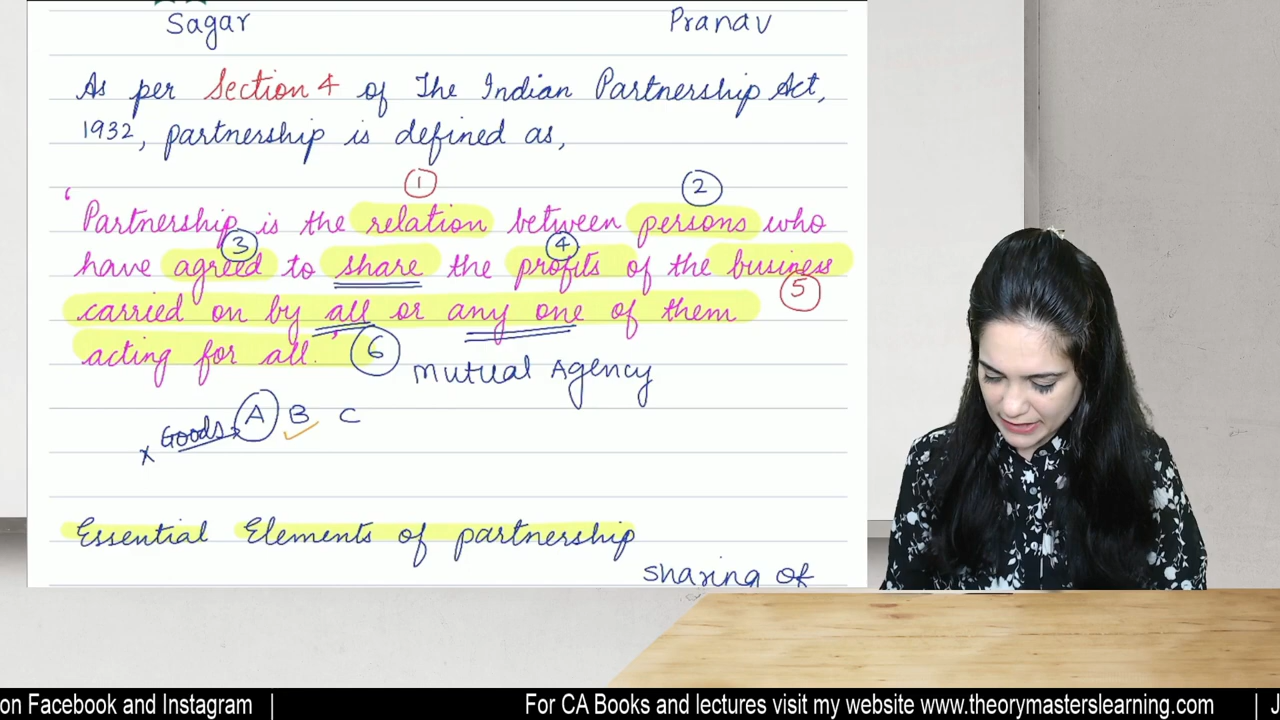 Sagar Pranav
As per Section 4 of The Indian Partnership Act,
1932, partnership is defined as,
1 2
'Partnership is the relation between persons who
3 4
have agreed to share the profits of the business
5
carried on by all or any one of them
acting for all.' 6
Mutual Agency
Goods A B C
x
Essential Elements of partnership
sharing of
on Facebook and Instagram | For CA Books and lectures visit my website www.theorymasterslearning.com | J